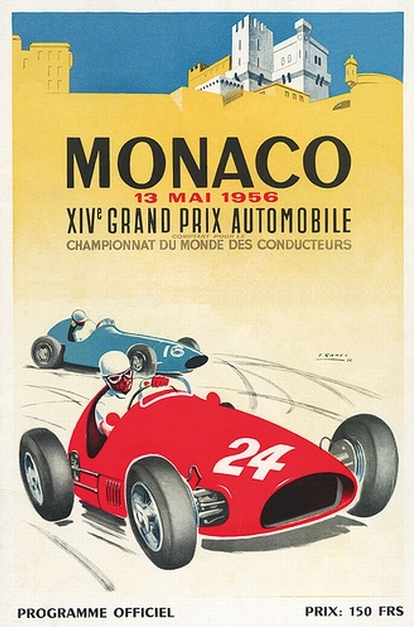 MONACO
13 MAI 1956
XIVe GRAND PRIX AUTOMOBILE
COMPTANT POUR LE
CHAMPIONNAT DU MONDE DES CONDUCTEURS
16
24
PROGRAMME OFFICIEL
PRIX: 150 FRS